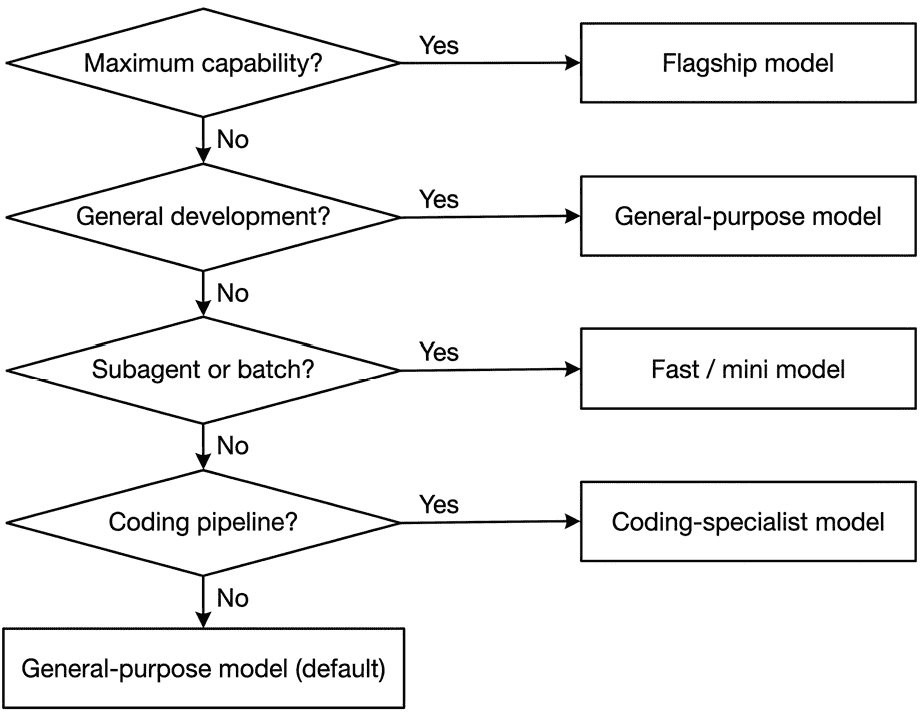 Maximum capability?
Yes
Flagship model
No
General development?
Yes
General-purpose model
No
Subagent or batch?
Yes
Fast / mini model
No
Coding pipeline?
Yes
Coding-specialist model
No
General-purpose model (default)